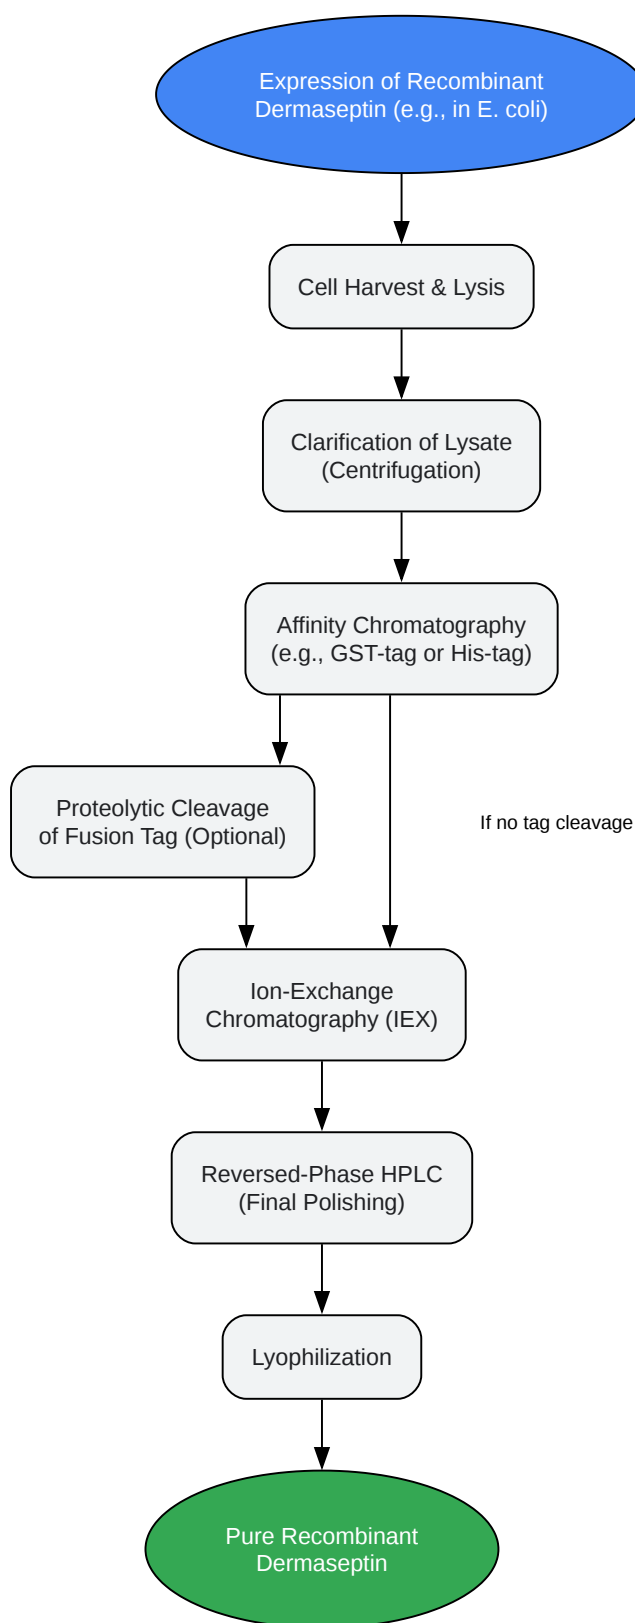 Expression of Recombinant
Dermaseptin (e.g., in E. coli)
Cell Harvest & Lysis
Clarification of Lysate
(Centrifugation)
Affinity Chromatography
(e.g., GST-tag or His-tag)
Proteolytic Cleavage
of Fusion Tag (Optional)
If no tag cleavage
Ion-Exchange
Chromatography (IEX)
Reversed-Phase HPLC
(Final Polishing)
Lyophilization
Pure Recombinant
Dermaseptin